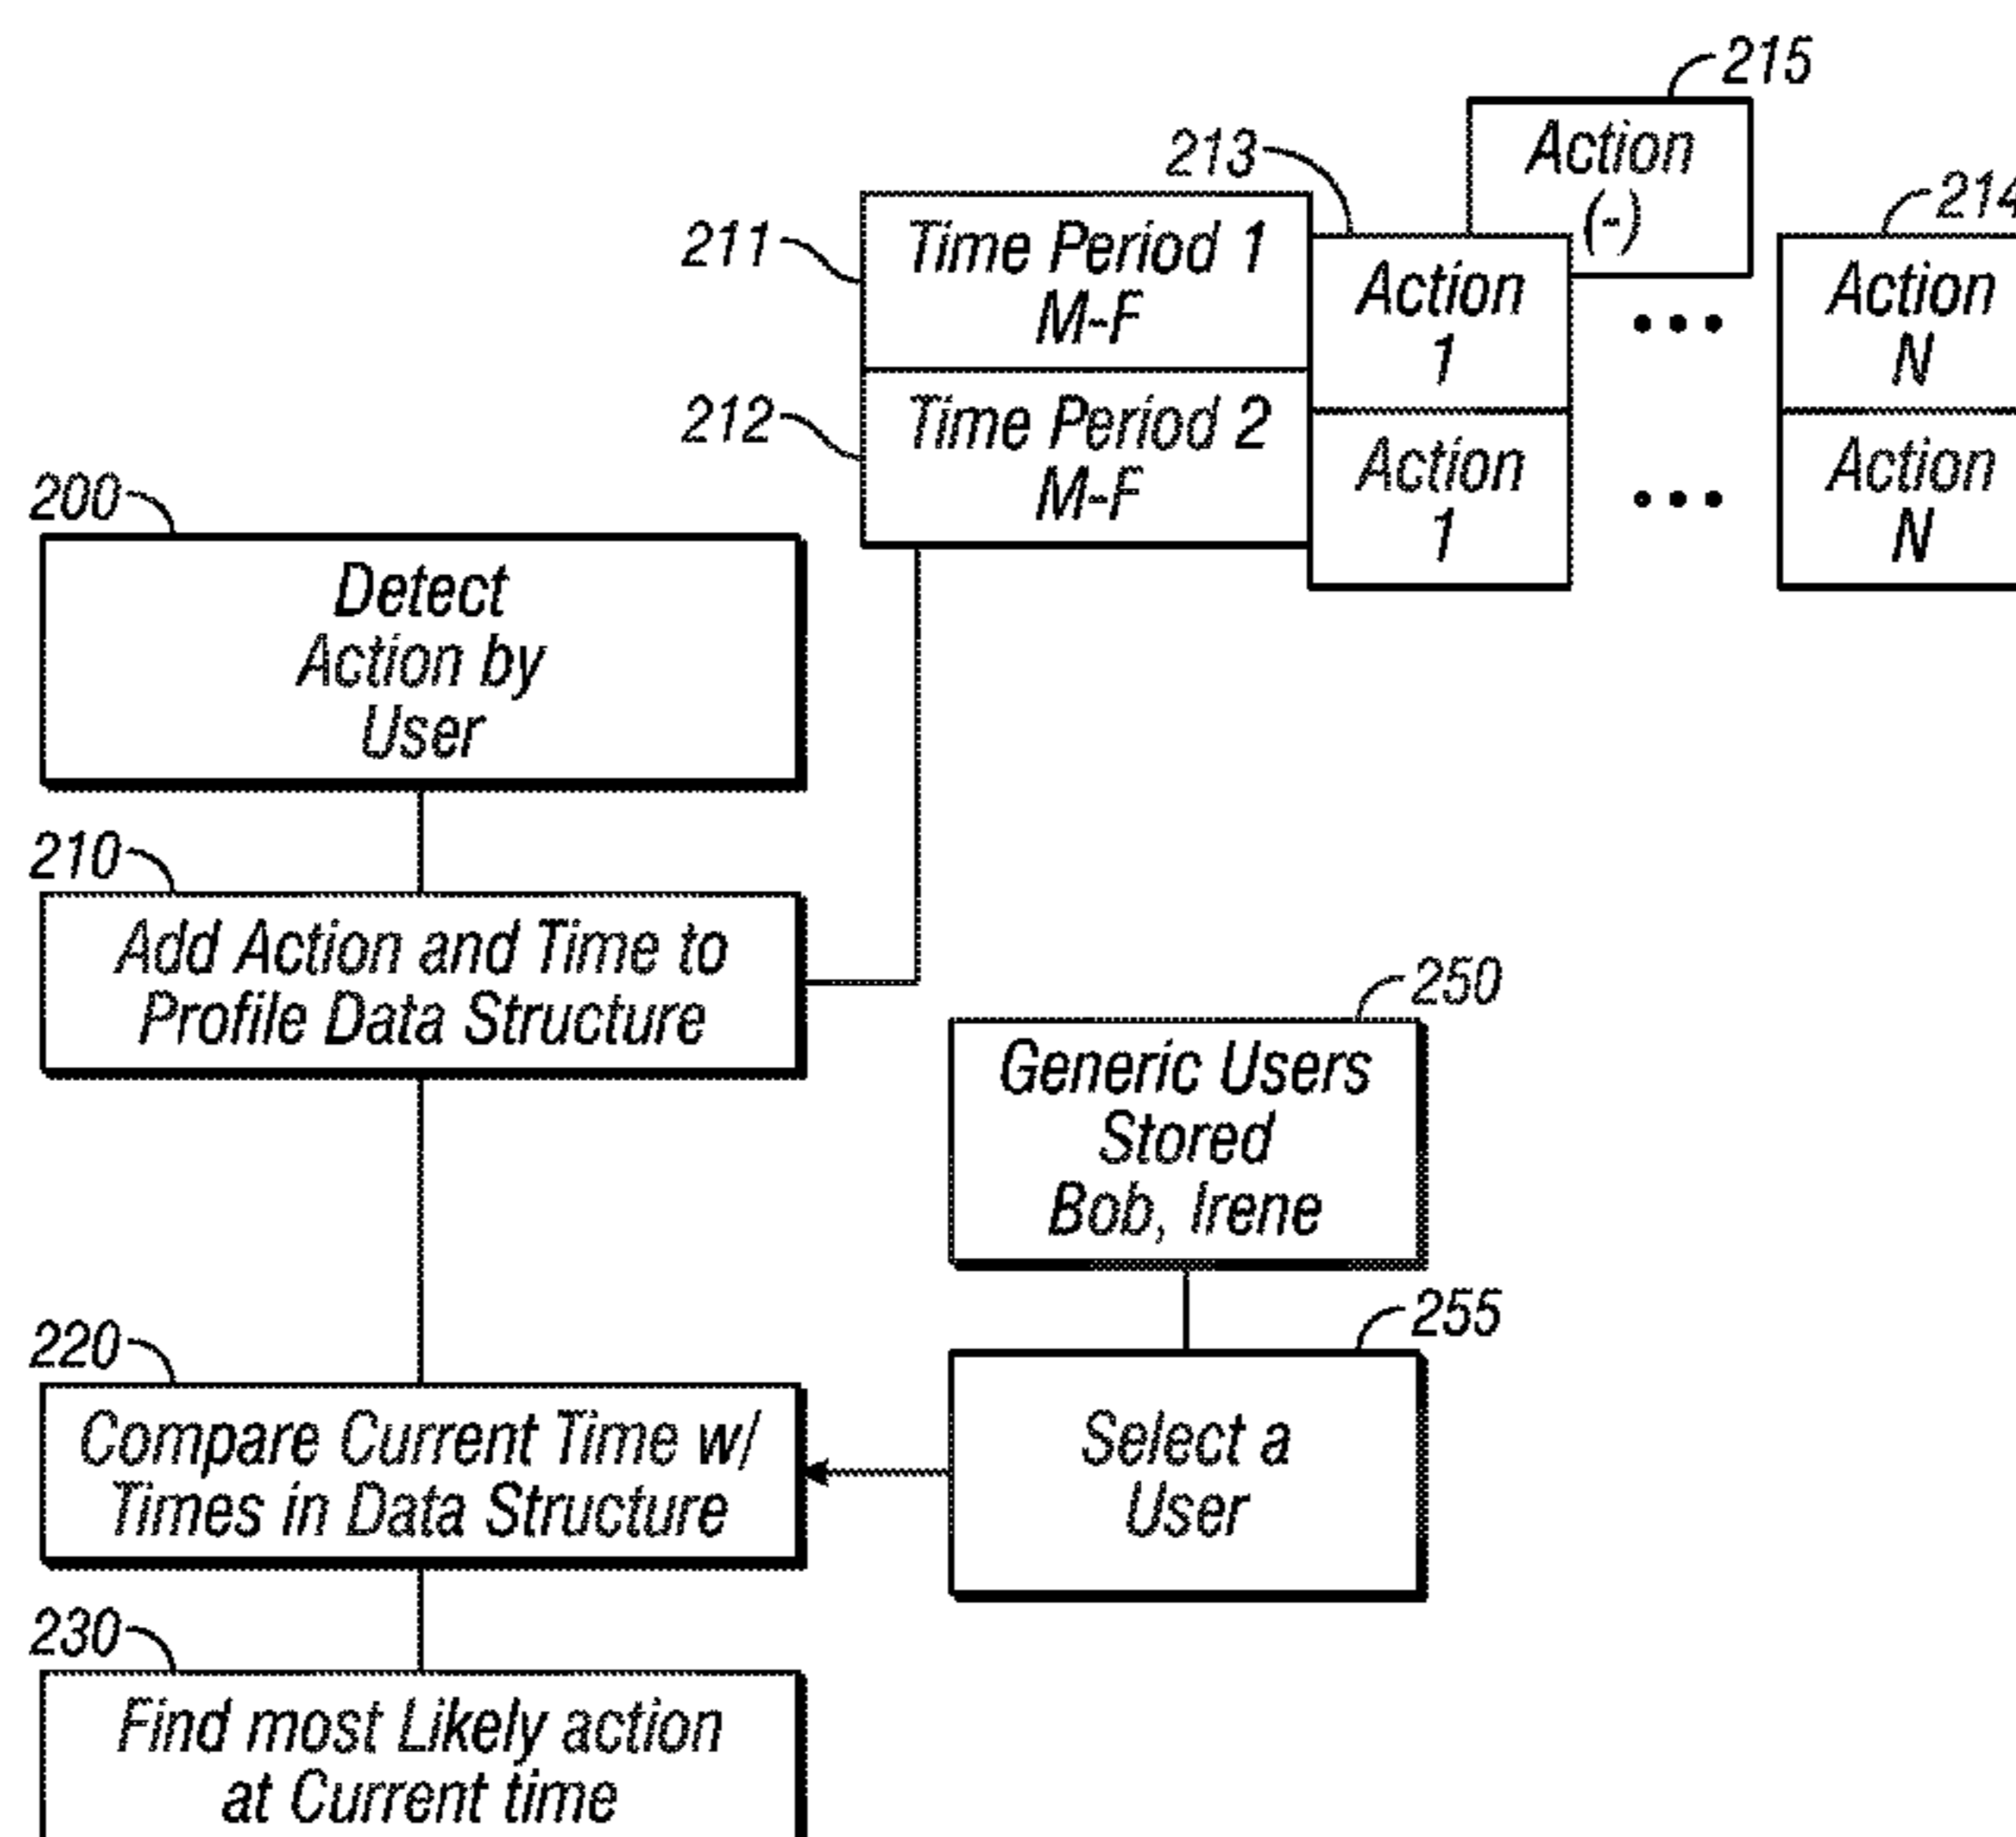 215
Action
(-)
213
214
211
Time Period 1
M-F
Action
1
Action
N
212
Time Period 2
M-F
Action
1
Action
N
200
Detect
Action by
User
210
Add Action and Time to
Profile Data Structure
250
Generic Users
Stored
Bob, Irene
255
Select a
User
220
Compare Current Time w/
Times in Data Structure
230
Find most Likely action
at Current time